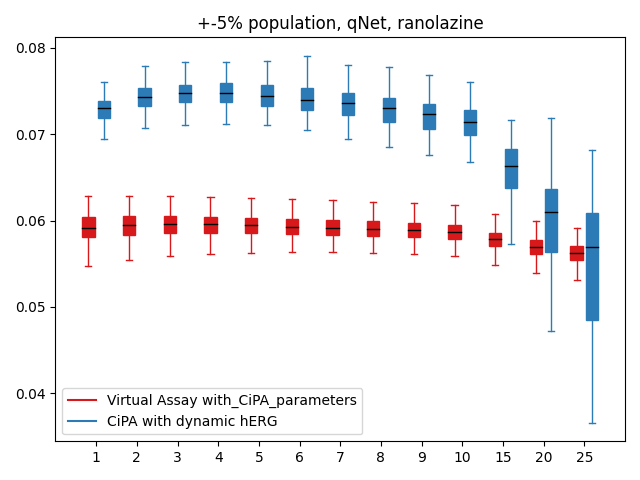 +-5% population, qNet, ranolazine
0.08
0.07
0.06
0.05
0.04
Virtual Assay with_CiPA_parameters
CiPA with dynamic hERG
1 2 3 4 5 6 7 8 9 10 15 20 25